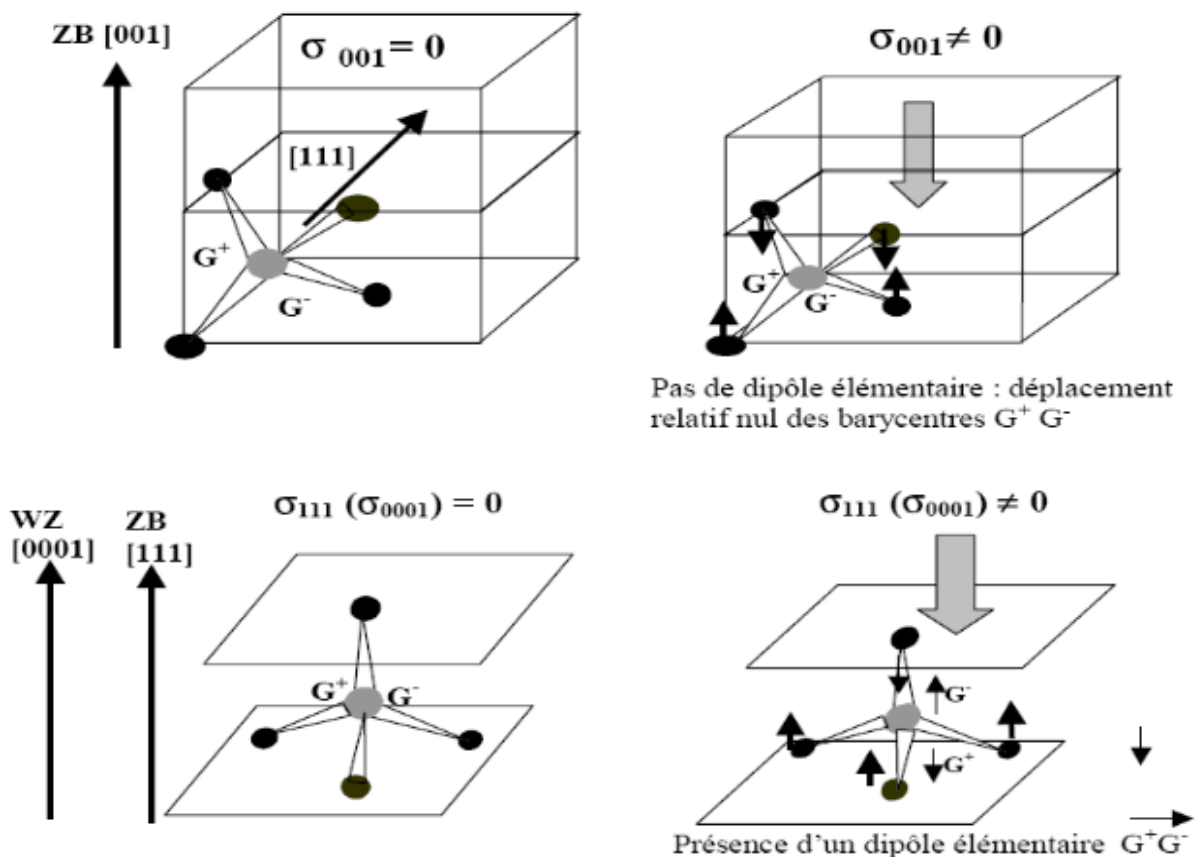 ZB [001]
σ 001 = 0
[111]
G+
G-
σ001 ≠ 0
G+
G-
Pas de dipôle élémentaire : déplacement
relatif nul des barycentres G+ G-
WZ
[0001]
ZB
[111]
σ111 (σ0001) = 0
G+
G-
σ111 (σ0001) ≠ 0
G-
G+
Présence d'un dipôle élémentaire G+G-